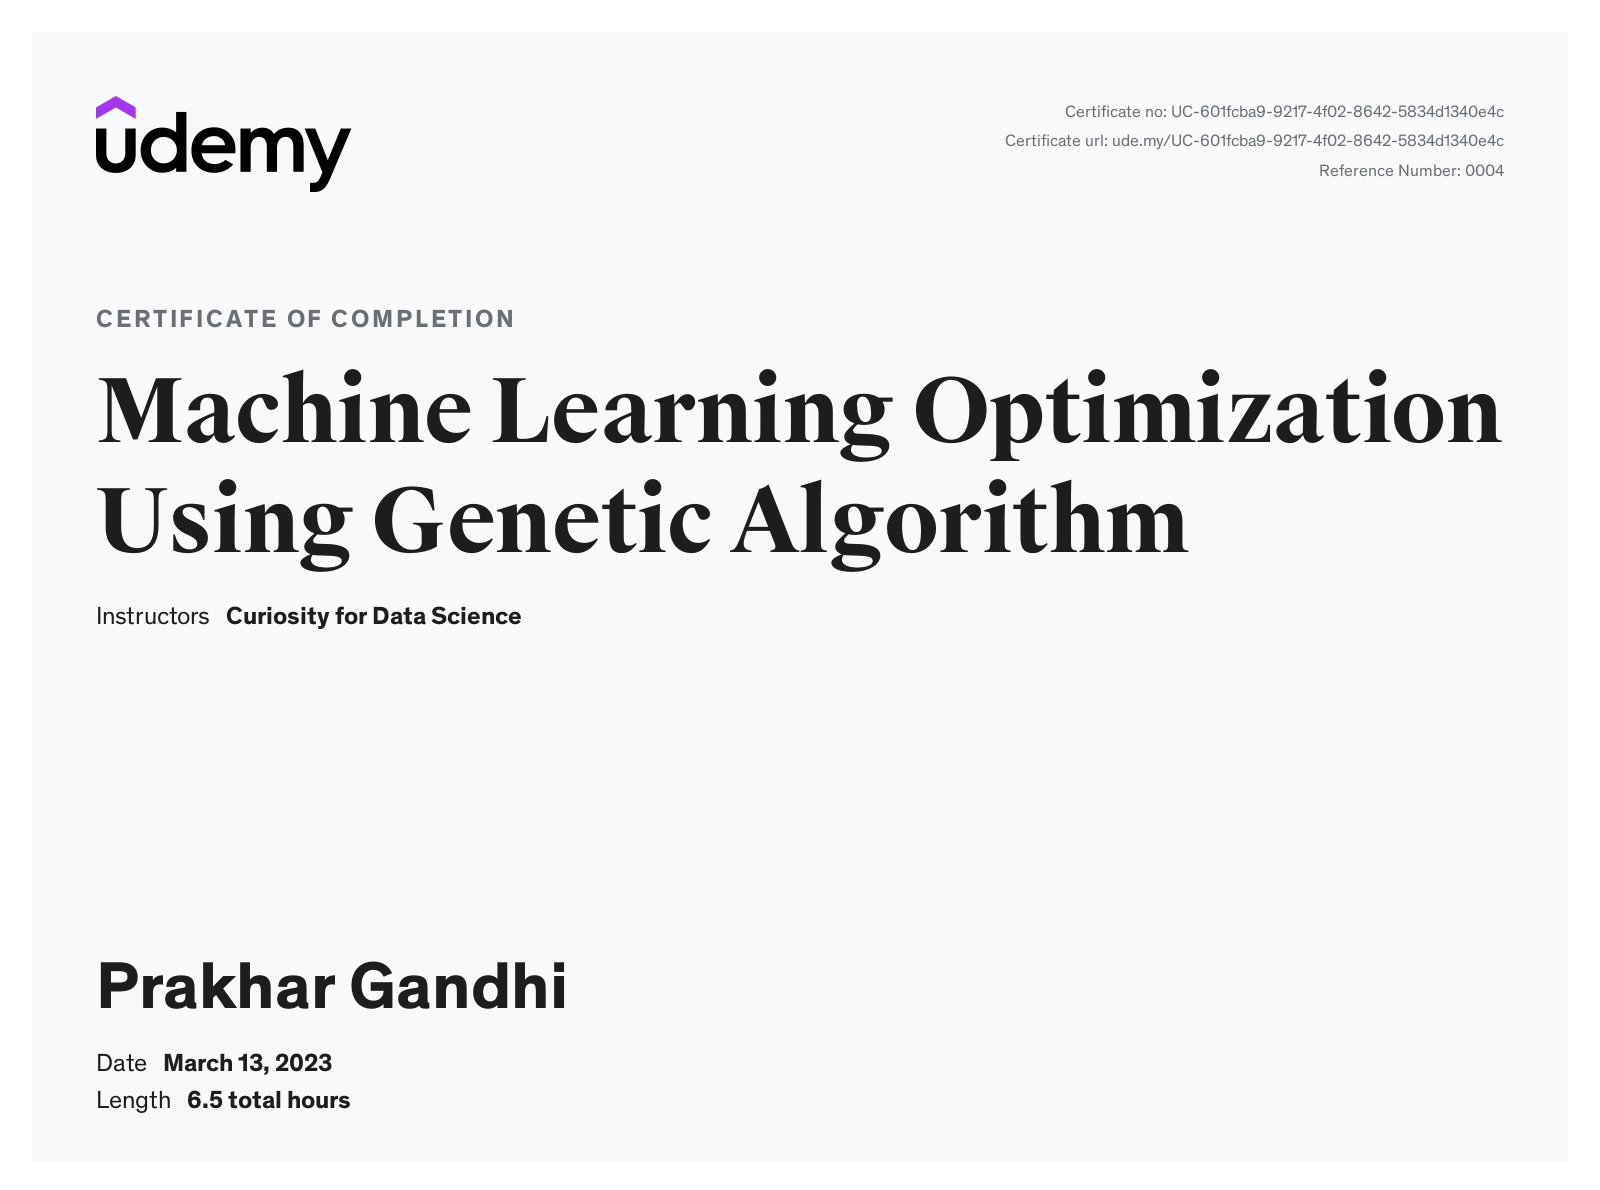 udemy
Certificate no: UC-601fcba9-9217-4f02-8642-5834d1340e4c
Certificate url: ude.my/UC-601fcba9-9217-4f02-8642-5834d1340e4c
Reference Number: 0004
CERTIFICATE OF COMPLETION
Machine Learning Optimization
Using Genetic Algorithm
Instructors Curiosity for Data Science
Prakhar Gandhi
Date March 13, 2023
Length 6.5 total hours